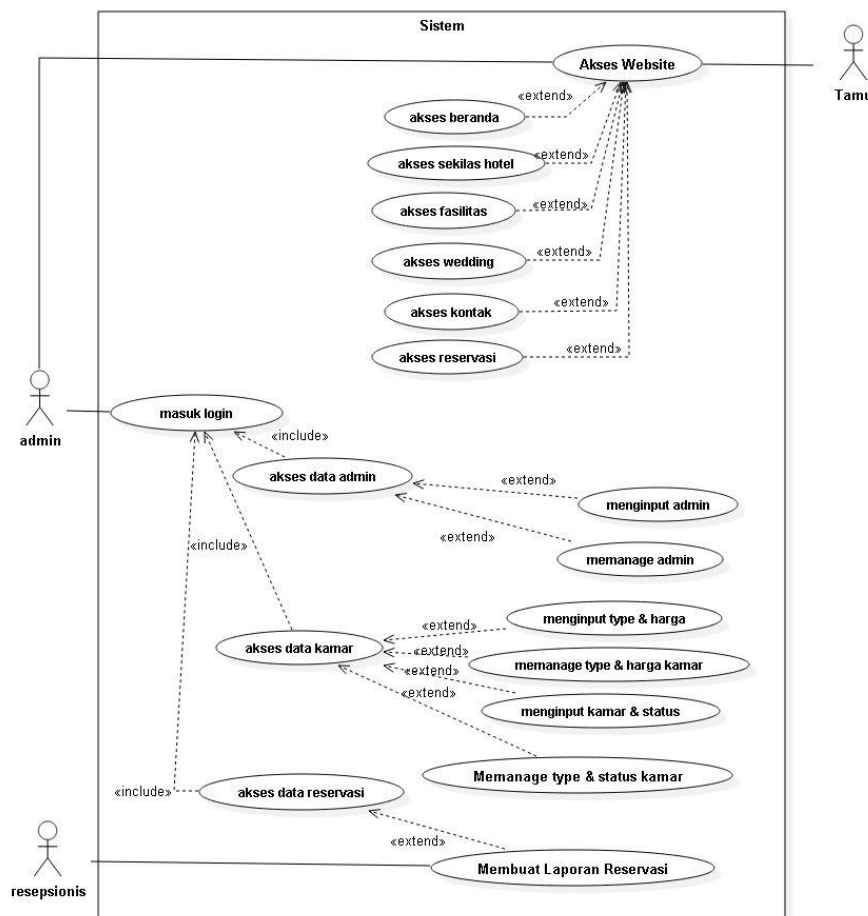 Sistem
Akses Website
Tamu
«extend»
akses beranda
«extend»
akses sekilas hotel
«extend»
akses fasilitas
«extend»
akses wedding
«extend»
akses kontak
«extend»
akses reservasi
admin
masuk login
«include»
akses data admin
«extend»
menginput admin
«extend»
memanage admin
«include»
menginput type & harga
«extend»
akses data kamar
«extend»
memanage type & harga kamar
«extend»
menginput kamar & status
«extend»
Memanage type & status kamar
«include»
akses data reservasi
«extend»
resepsionis
Membuat Laporan Reservasi